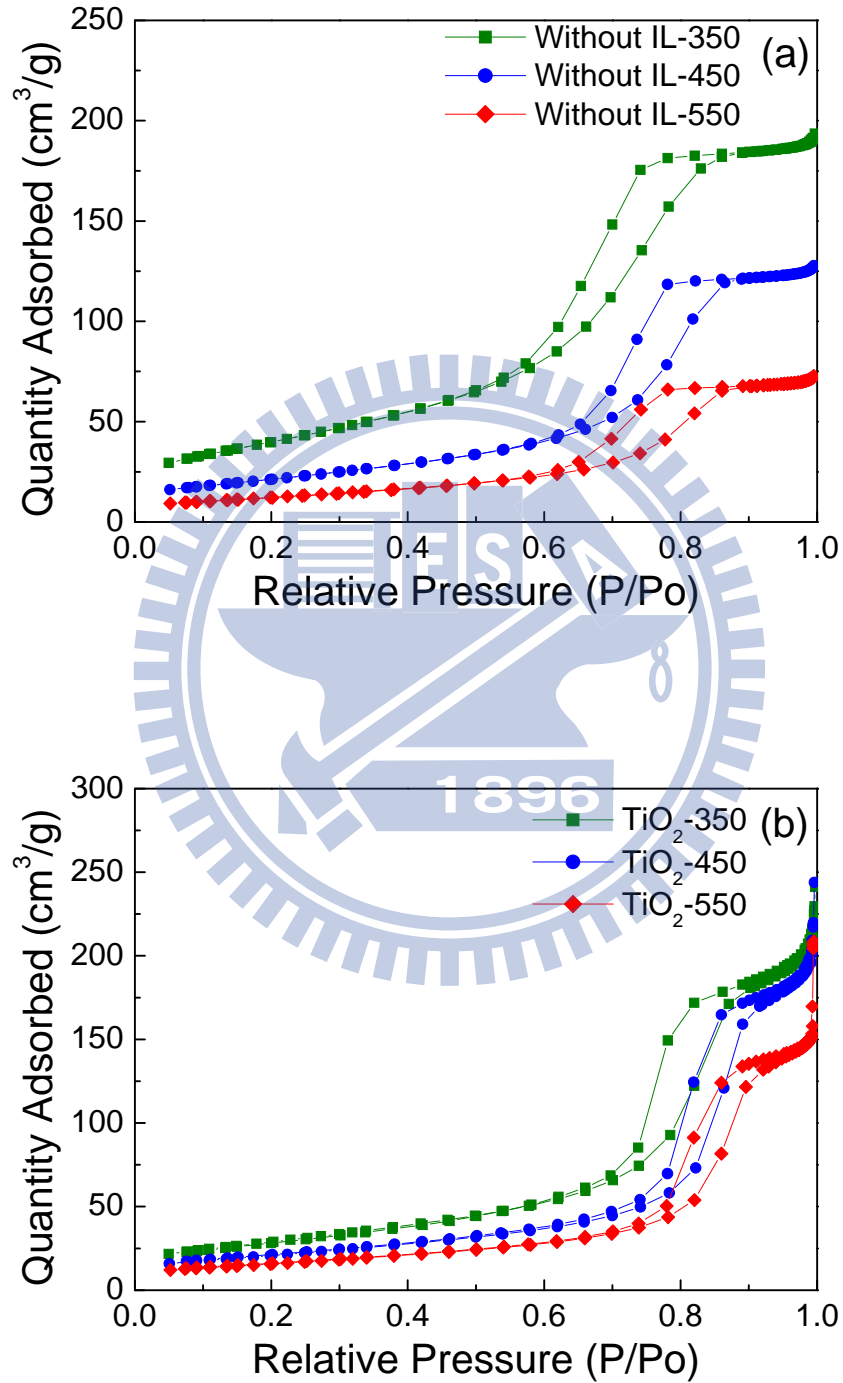 250
200
150
100
50
0
Quantity Adsorbed (cm³/g)
Without IL-350
Without IL-450
Without IL-550
(a)
0.0 0.2 0.4 0.6 0.8 1.0
Relative Pressure (P/Po)
E S A
1896
300
250
200
150
100
50
0
Quantity Adsorbed (cm³/g)
TiO₂-350
TiO₂-450
TiO₂-550
(b)
0.0 0.2 0.4 0.6 0.8 1.0
Relative Pressure (P/Po)